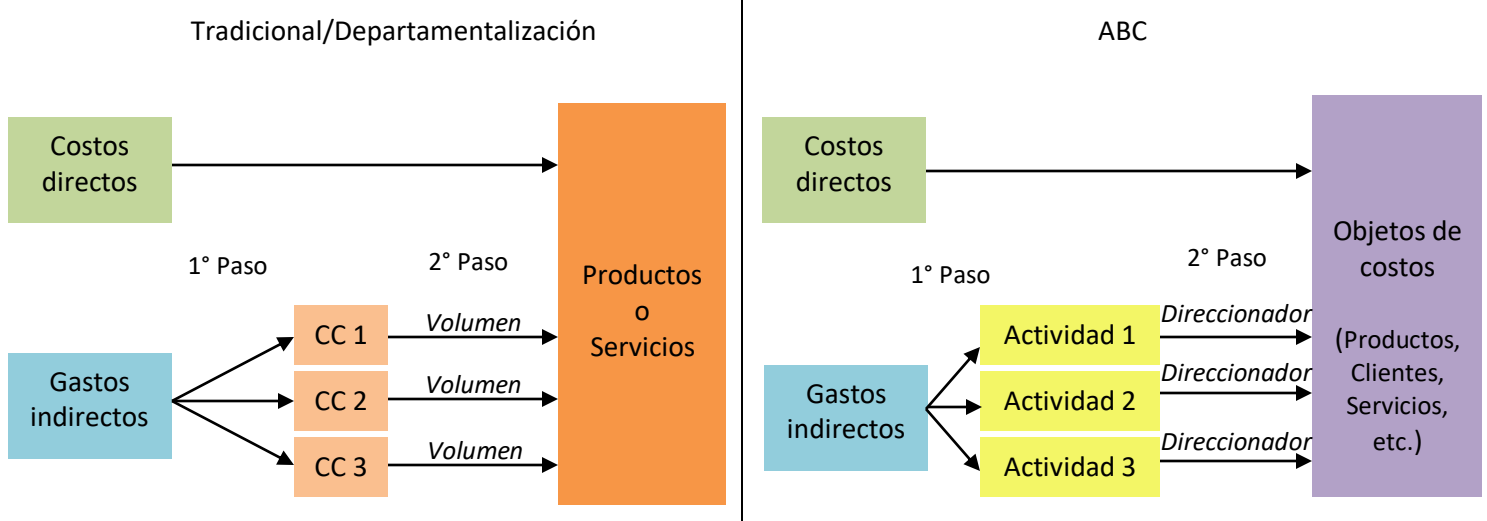 Tradicional/Departamentalización
Costos
directos
1° Paso
2° Paso
Gastos
indirectos
CC 1
CC 2
CC 3
Volumen
Volumen
Volumen
Productos
o
Servicios
ABC
Costos
directos
1° Paso
2° Paso
Gastos
indirectos
Actividad 1
Actividad 2
Actividad 3
Direccionador
Direccionador
Direccionador
Objetos de
costos
(Productos,
Clientes,
Servicios,
etc.)